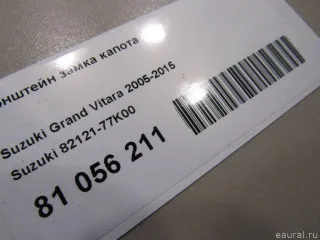 онштейн замка капота
Suzuki Grand Vitara 2005-2015
Suzuki 82121-77K00
81 056 211
eaural.ru